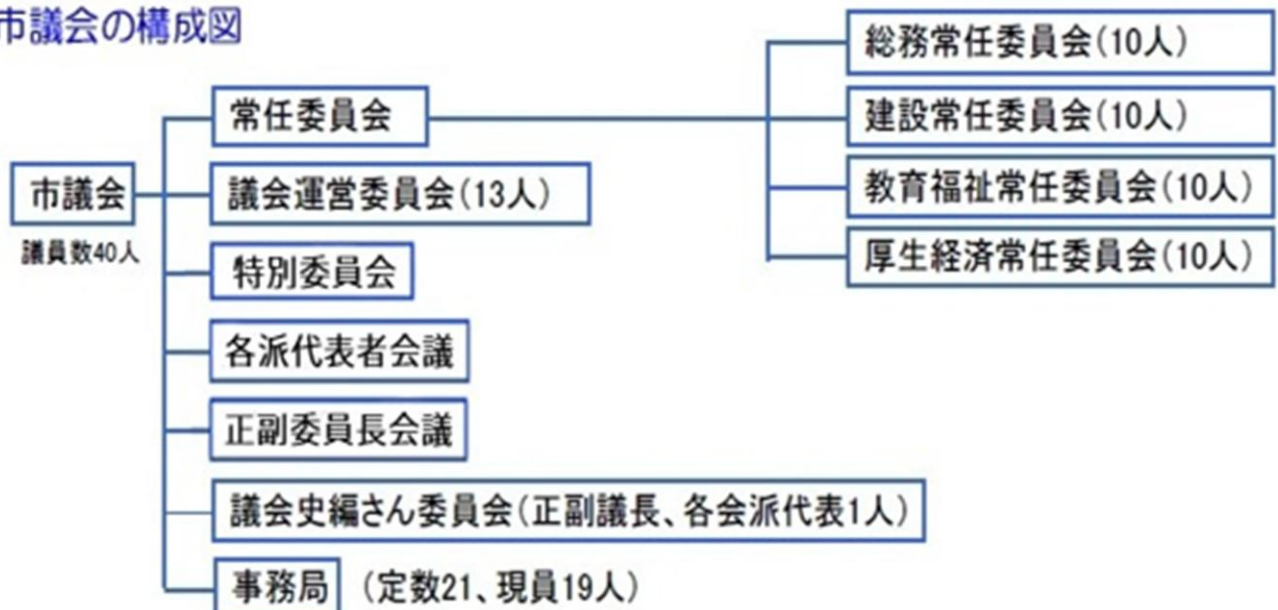 市議会の構成図
市議会
議員数40人
常任委員会
総務常任委員会(10人)
建設常任委員会(10人)
教育福祉常任委員会(10人)
厚生経済常任委員会(10人)
議会運営委員会(13人)
特別委員会
各派代表者会議
正副委員長会議
議会史編さん委員会(正副議長、各会派代表1人)
事務局 (定数21、現員19人)